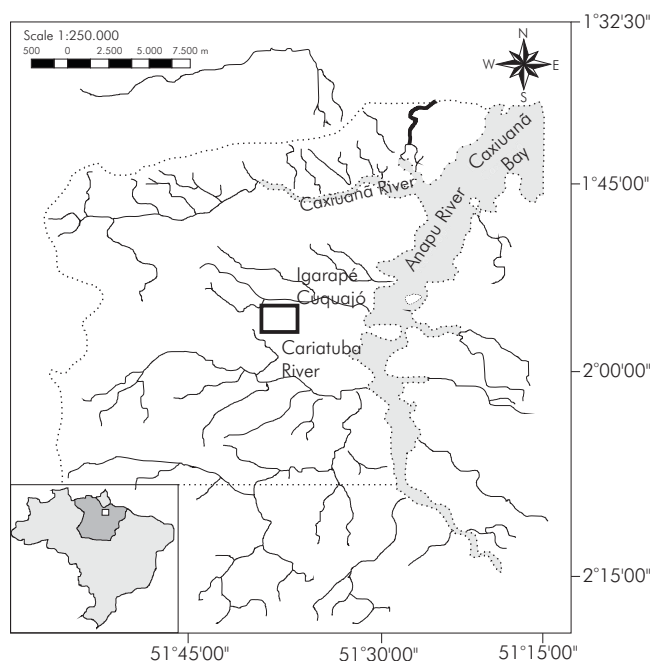 Scale 1:250.000
500 0 2.500 5.000 7.500 m
N
W E
S
1°32'30"
Caxiuanã
Bay
1°45'00"
Caxiuanã River
Anapu River
Igarapé
Cuquajó
Cariatuba
River
2°00'00"
2°15'00"
51°45'00" 51°30'00" 51°15'00"